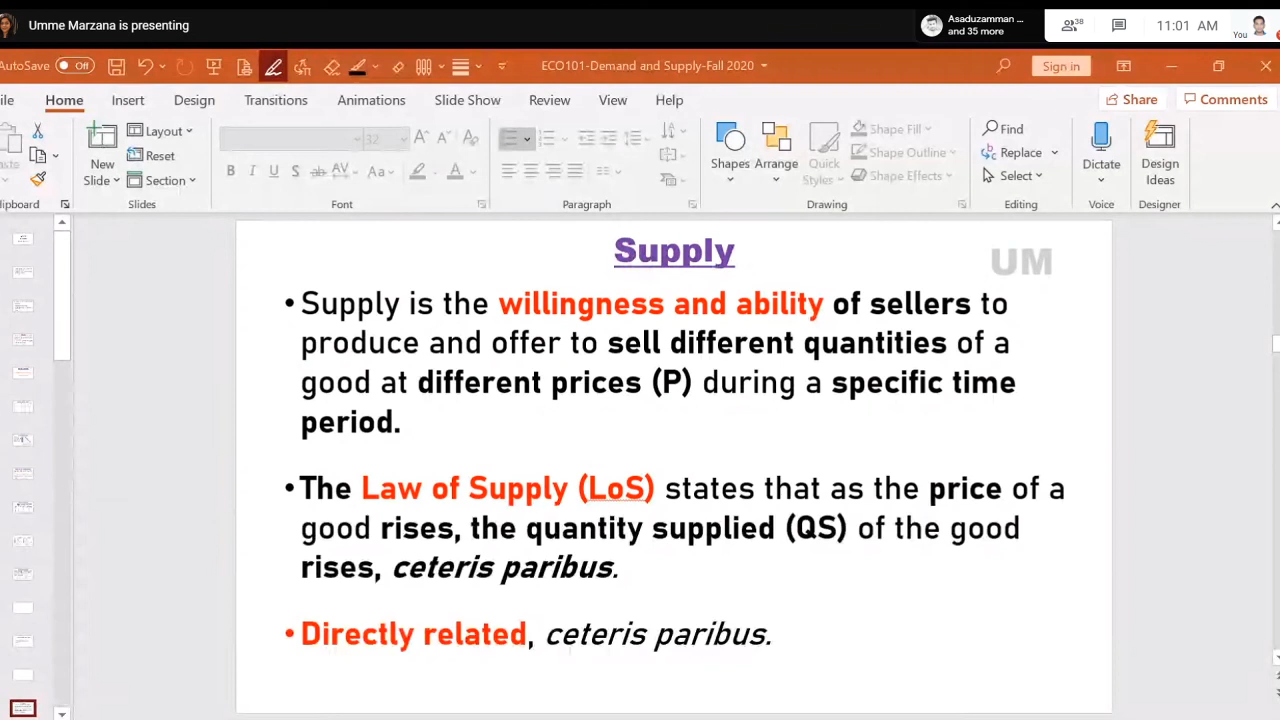 Umme Marzana is presenting
Asaduzamman ...
and 35 more
38
11:01 AM
You
AutoSave Off
ECO101-Demand and Supply-Fall 2020
Sign in
Home Insert Design Transitions Animations Slide Show Review View Help
Share Comments
New
Slide
Layout
Reset
Section
32
Shapes
Arrange
Quick
Styles
Shape Fill
Shape Outline
Shape Effects
Find
Replace
Select
Dictate
Design
Ideas
Slides Font Paragraph Drawing Editing Voice Designer
Supply
UM
•Supply is the willingness and ability of sellers to
produce and offer to sell different quantities of a
good at different prices (P) during a specific time
period.
•The Law of Supply (LoS) states that as the price of a
good rises, the quantity supplied (QS) of the good
rises, ceteris paribus.
•Directly related, ceteris paribus.